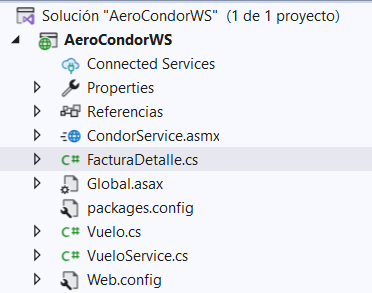 Solución "AeroCondorWS" (1 de 1 proyecto)
AeroCondorWS
Connected Services
Properties
Referencias
CondorService.asmx
C# FacturaDetalle.cs
Global.asax
packages.config
C# Vuelo.cs
C# VueloService.cs
Web.config